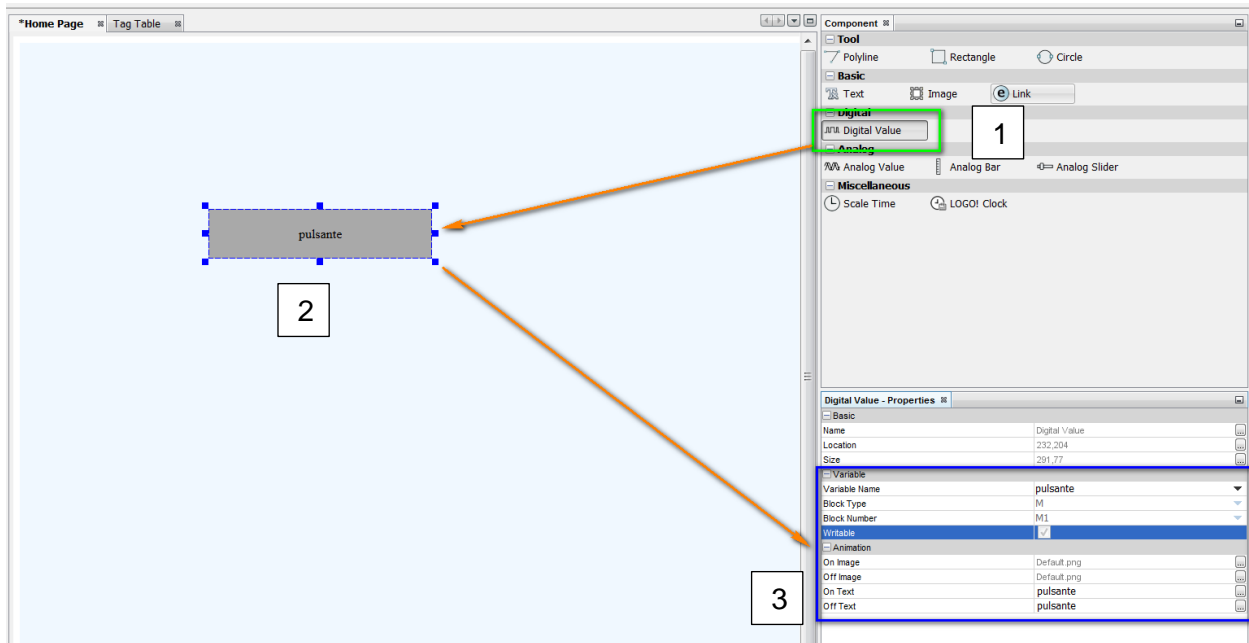 *Home Page Tag Table
pulsante
2
Component
Tool
Polyline Rectangle Circle
Basic
Text Image Link
Digital
Digital Value
1
Analog
Analog Value Analog Bar Analog Slider
Miscellaneous
Scale Time LOGO! Clock
Digital Value - Properties
Basic
Name Digital Value
Location 232,204
Size 291,77
Variable
Variable Name pulsante
Block Type M
Block Number M1
Writable
Animation
On Image Default.png
Off Image Default.png
On Text pulsante
Off Text pulsante
3